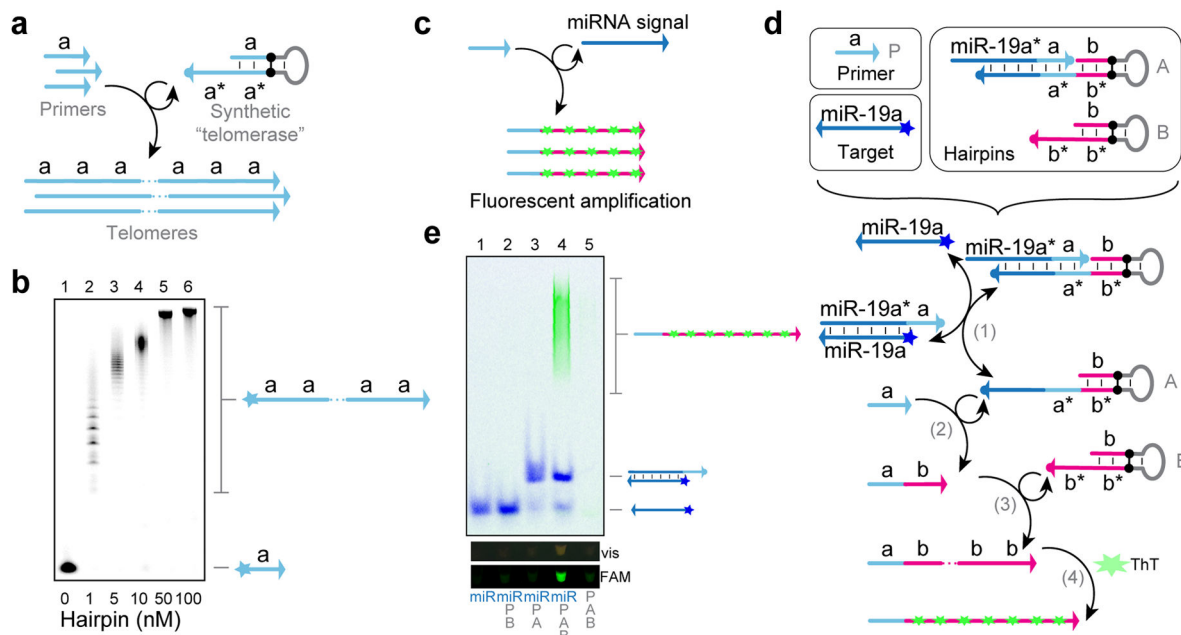 a
a
Primers
a
a* a*
Synthetic
"telomerase"
a a a a a a
Telomeres
b
1 2 3 4 5 6
a a a a
a
0 1 5 10 50 100
Hairpin (nM)
c
miRNA signal
Fluorescent amplification
e
1 2 3 4 5
vis
FAM
miR miR miR miR P
P P P A
B A A B
d
a
P
Primer
miR-19a
Target
miR-19a* a b
A
a* b*
b
B
b* b*
Hairpins
miR-19a
miR-19a* a b
a* b*
miR-19a* a
miR-19a
(1)
b
A
a* b*
a
(2)
a b
b
b* b*
(3)
a b b b
(4)
ThT